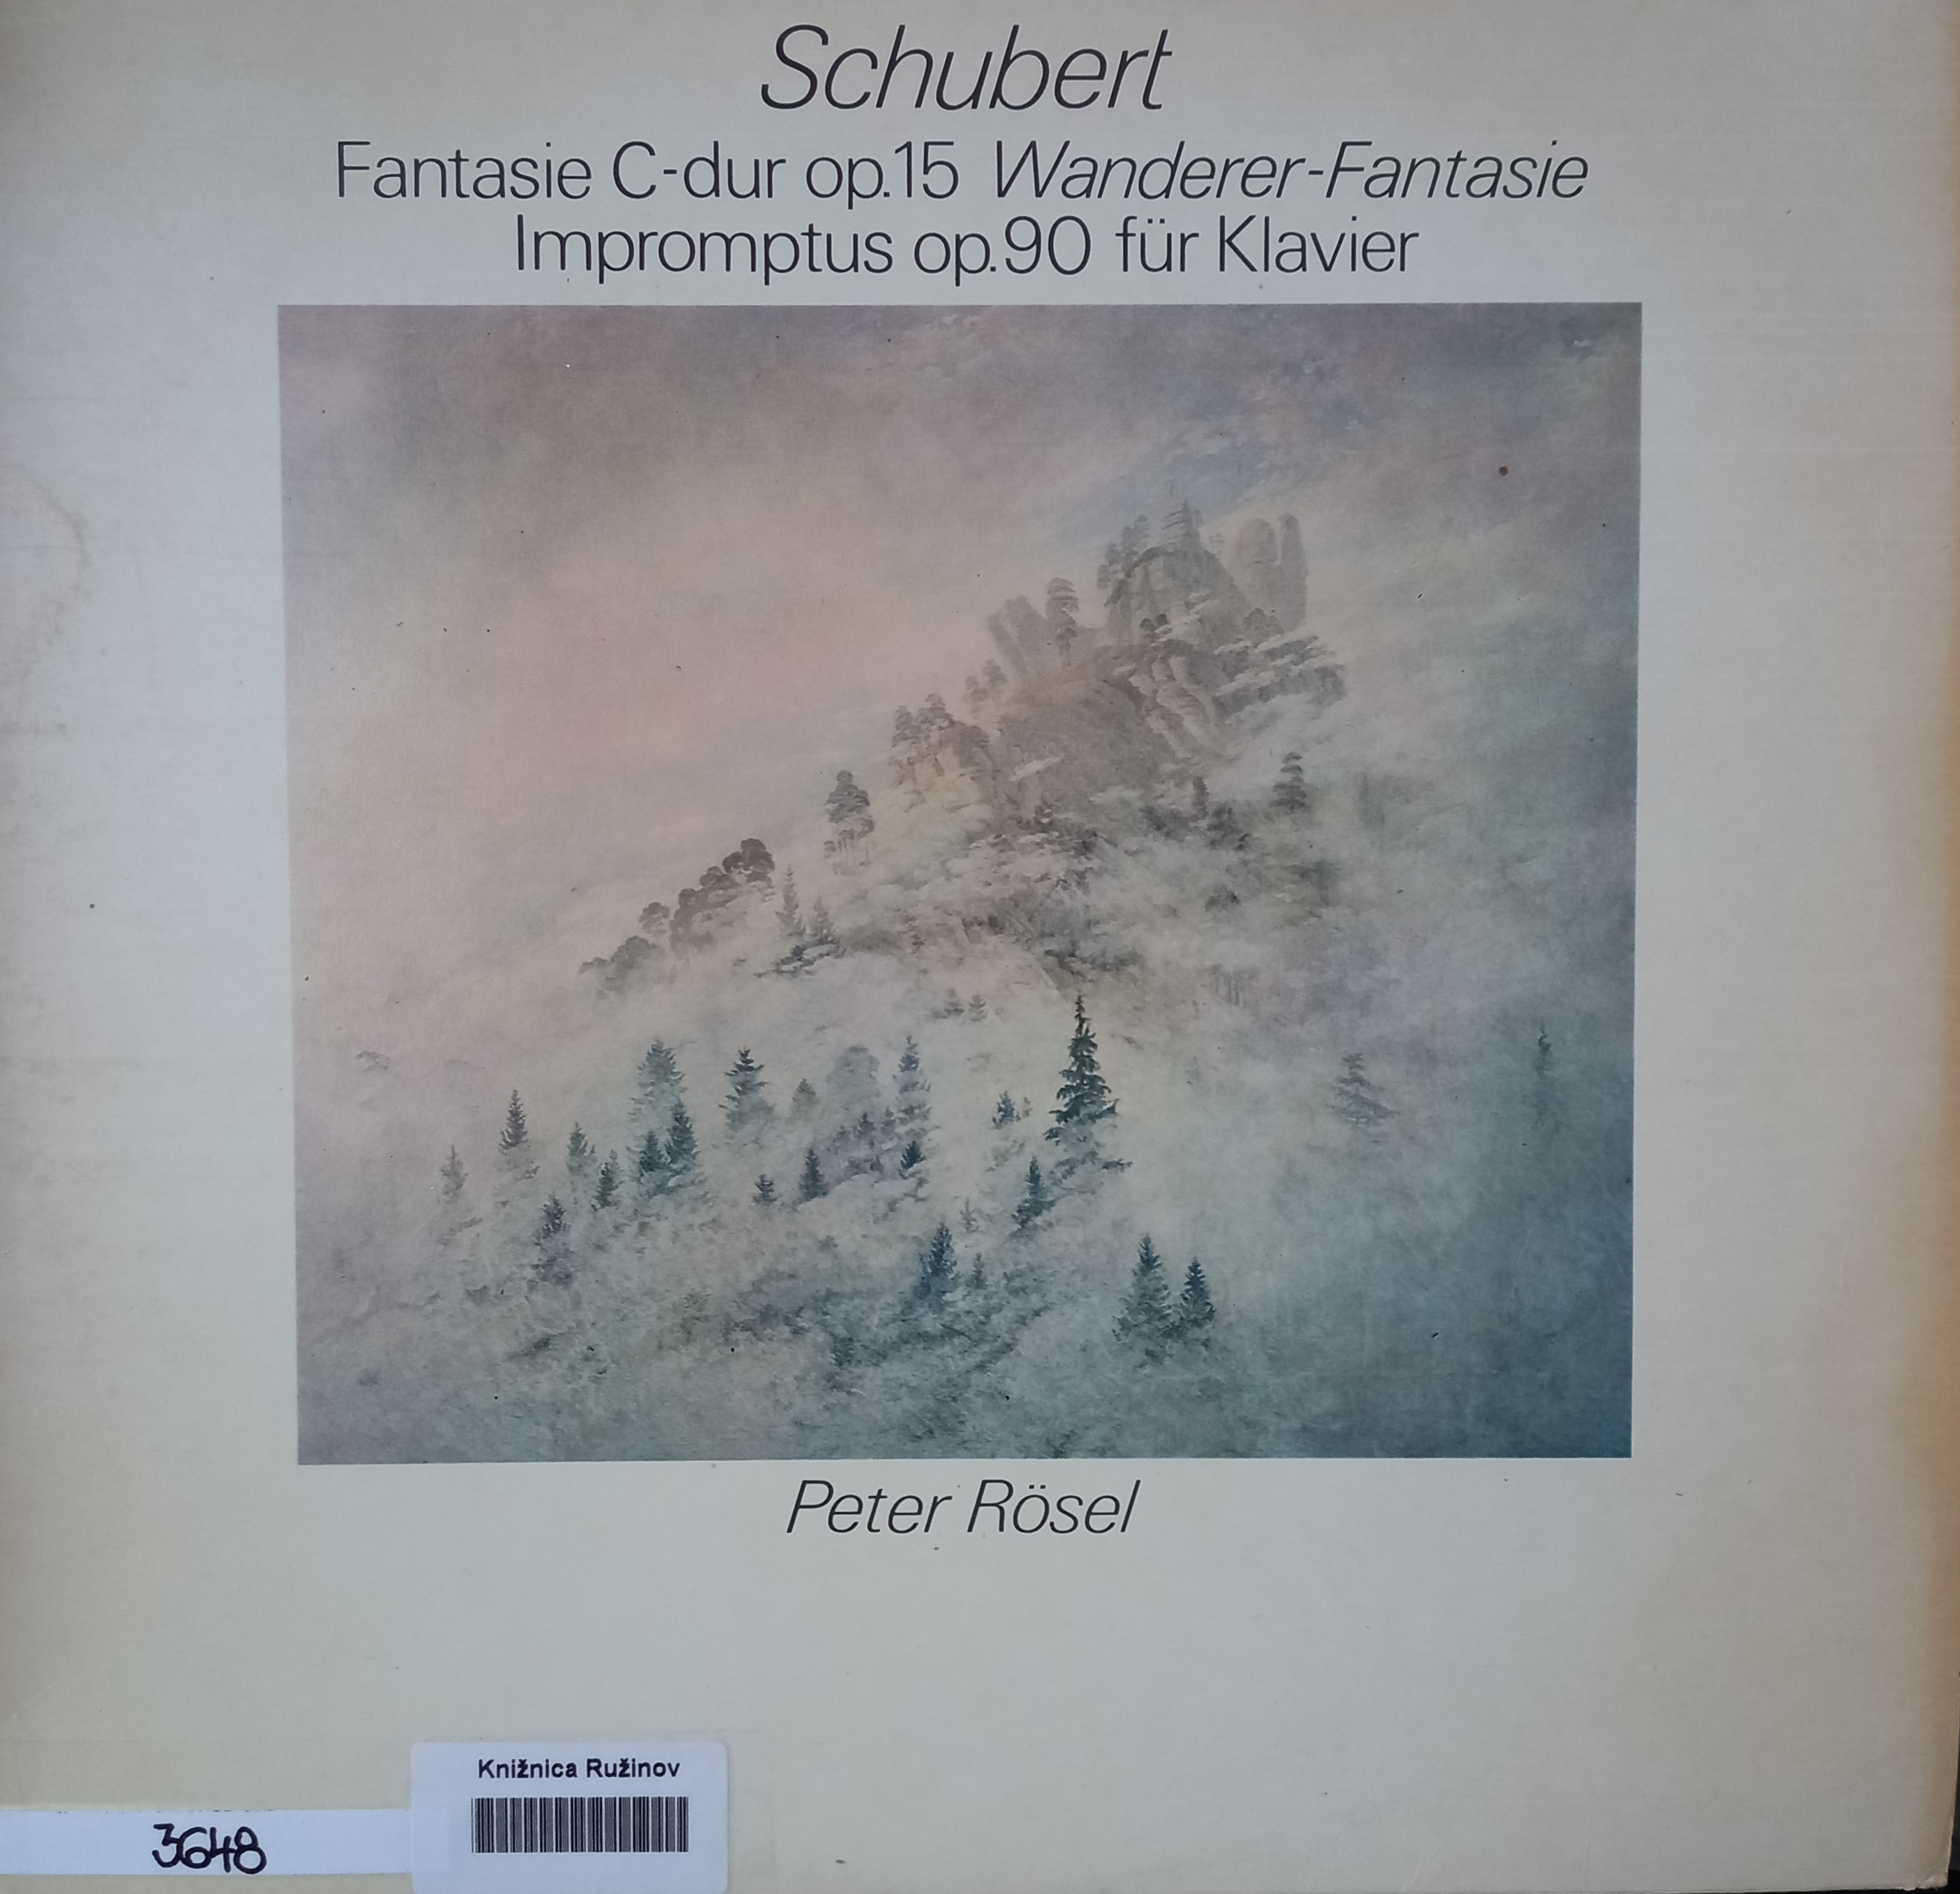 Schubert
Fantasie C-dur op.15 Wanderer-Fantasie
Impromptus op.90 für Klavier
Peter Rösel
Knižnica Ružinov
3648